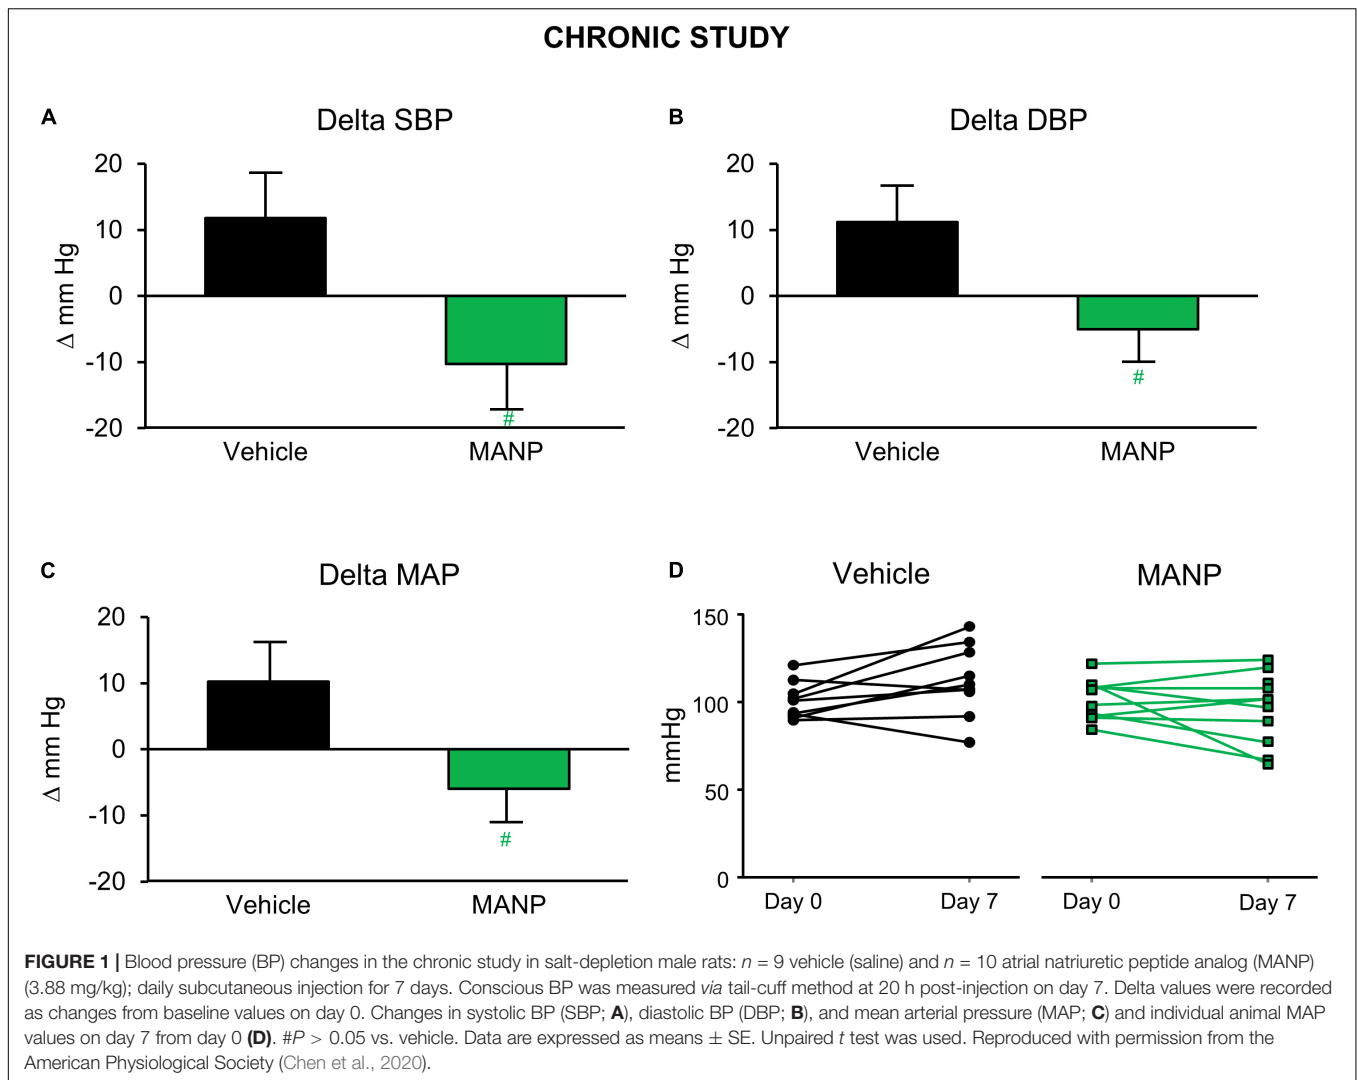 CHRONIC STUDY
A
Delta SBP
20
10
0
-10
-20
Δ mm Hg
#
Vehicle
MANP
B
Delta DBP
20
10
0
-10
-20
Δ mm Hg
#
Vehicle
MANP
C
Delta MAP
20
10
0
-10
-20
Δ mm Hg
#
Vehicle
MANP
D
Vehicle
MANP
150
100
50
0
mmHg
Day 0
Day 7
Day 0
Day 7
FIGURE 1 | Blood pressure (BP) changes in the chronic study in salt-depletion male rats: n = 9 vehicle (saline) and n = 10 atrial natriuretic peptide analog (MANP)
(3.88 mg/kg); daily subcutaneous injection for 7 days. Conscious BP was measured via tail-cuff method at 20 h post-injection on day 7. Delta values were recorded
as changes from baseline values on day 0. Changes in systolic BP (SBP; A), diastolic BP (DBP; B), and mean arterial pressure (MAP; C) and individual animal MAP
values on day 7 from day 0 (D). #P > 0.05 vs. vehicle. Data are expressed as means ± SE. Unpaired t test was used. Reproduced with permission from the
American Physiological Society (Chen et al., 2020).